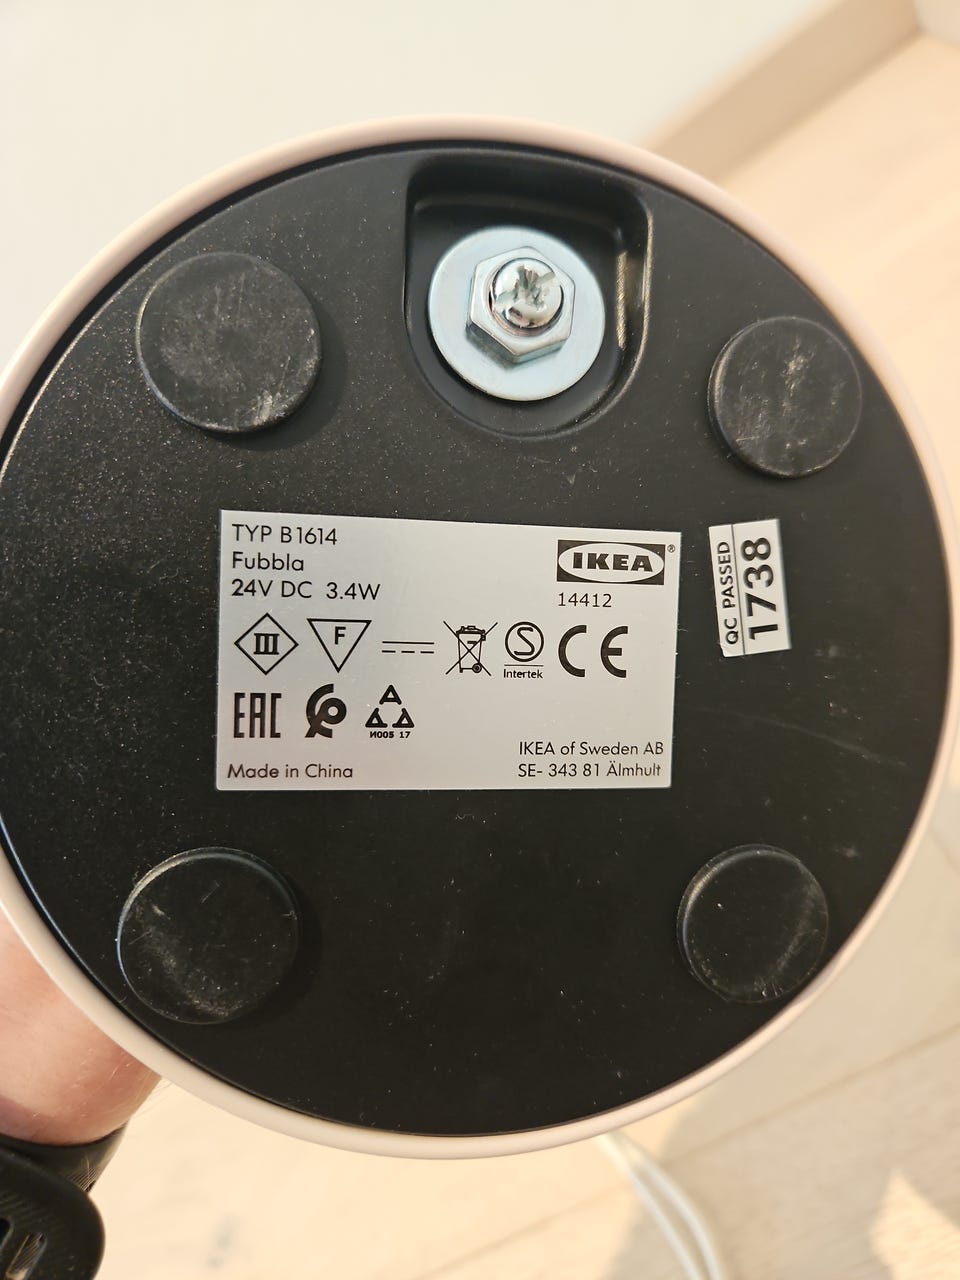 TYP B1614
Fubbla
24V DC 3.4W
IKEA®
14412
III
F
S
Intertek
CE
EAC
И005 17
Made in China
IKEA of Sweden AB
SE- 343 81 Älmhult
QC PASSED
1738